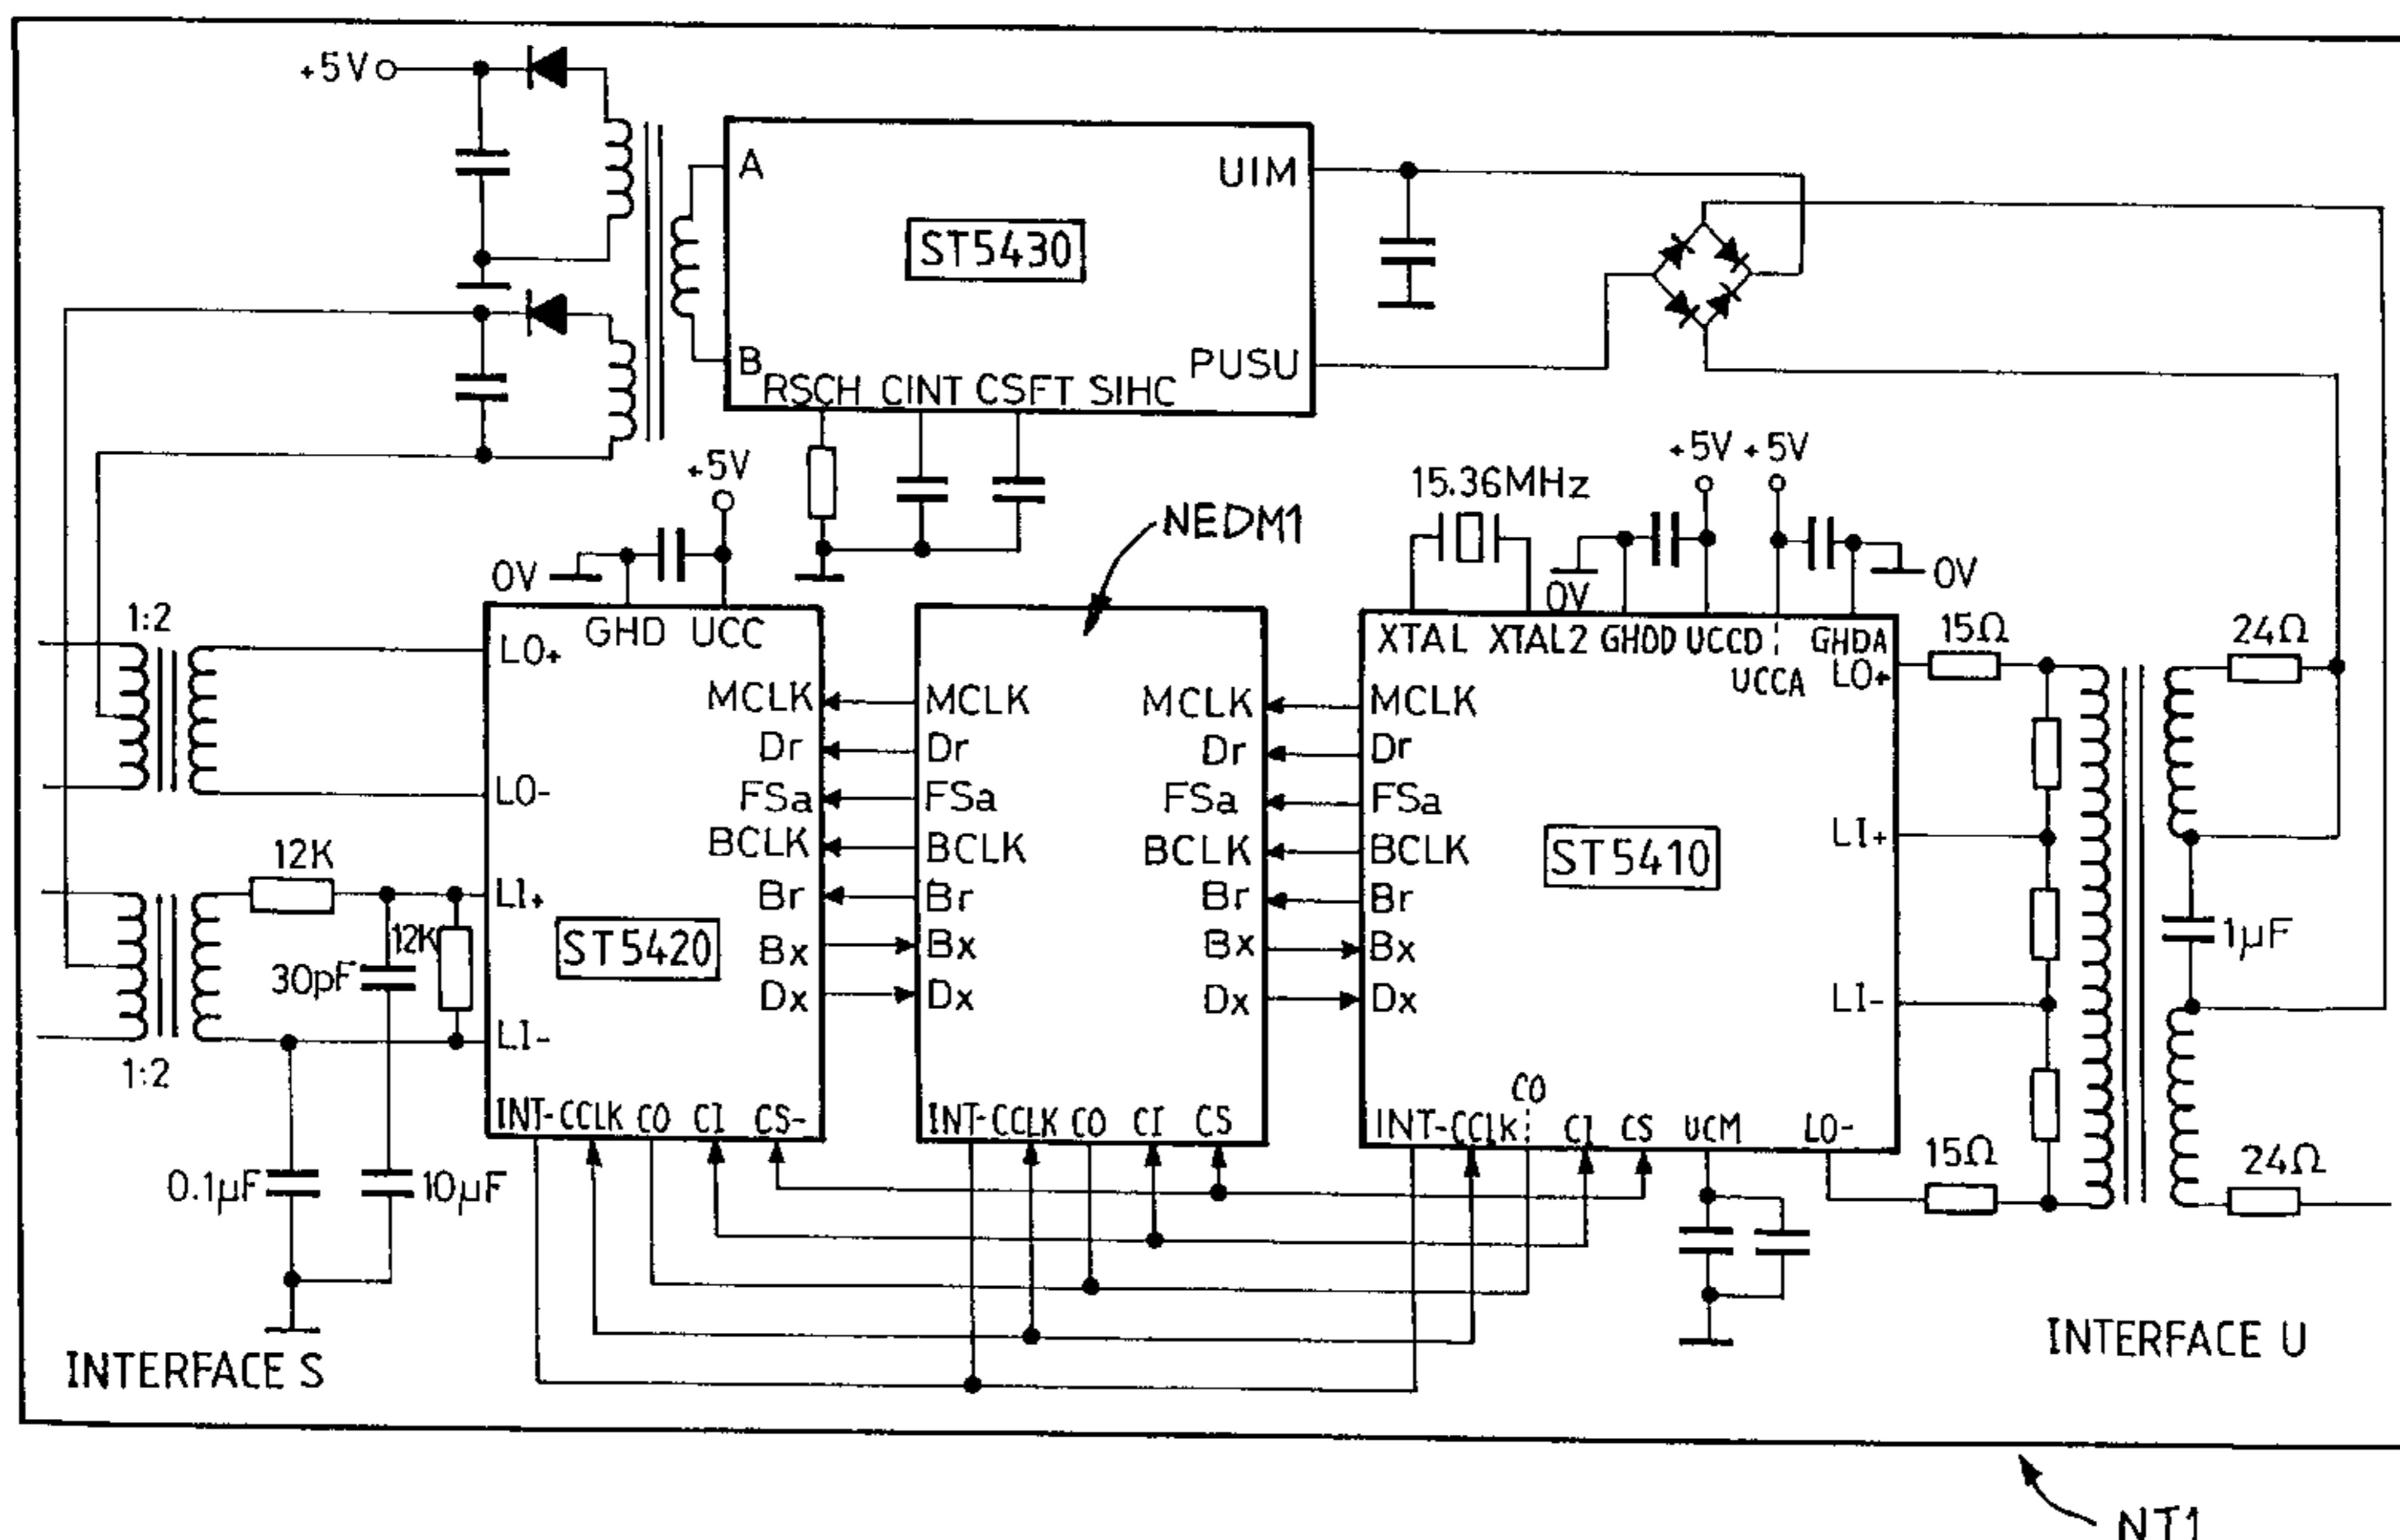 +5V
A
UIM
ST5430
B
PUSU
RSCH CINT CSFT SIHC
+5V
+5V +5V
15.36MHz
NEDM1
0V
0V
0V
1:2
GHD UCC
XTAL XTAL2 GHDD UCCD GHDA
UCCA
15Ω
24Ω
LO+
LO+
MCLK MCLK MCLK MCLK
Dr Dr Dr Dr
FSa FSa FSa FSa
LO-
BCLK BCLK BCLK BCLK
LI+
ST5410
12K
LI+
Br Br Br Br
12K
ST5420
Bx Bx Bx Bx
1µF
30pF
Dx Dx Dx Dx
LI-
LI-
1:2
INT- CCLK CO CI CS-
INT- CCLK CO CI CS
CO
INT- CCLK CI CS UCM LO-
15Ω
24Ω
0.1µF
10µF
INTERFACE S
INTERFACE U
NT1